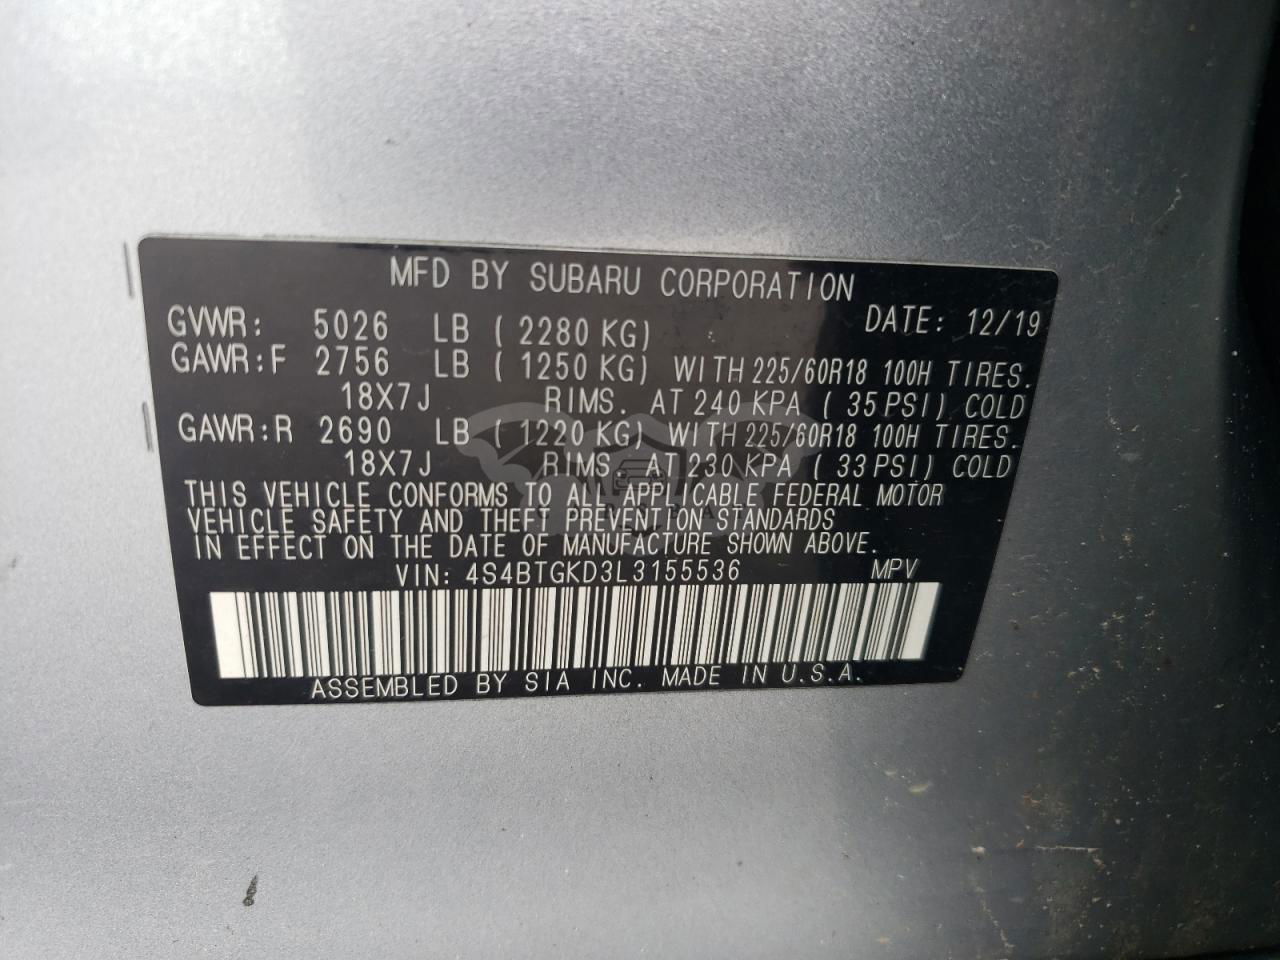 MFD BY SUBARU CORPORATION
GVWR: 5026 LB ( 2280 KG) DATE: 12/19
GAWR:F 2756 LB ( 1250 KG) WITH 225/60R18 100H TIRES.
18X7J RIMS. AT 240 KPA ( 35 PSI) COLD
GAWR:R 2690 LB ( 1220 KG) WITH 225/60R18 100H TIRES.
18X7J RIMS. AT 230 KPA ( 33 PSI) COLD
THIS VEHICLE CONFORMS TO ALL APPLICABLE FEDERAL MOTOR
VEHICLE SAFETY AND THEFT PREVENTION STANDARDS
IN EFFECT ON THE DATE OF MANUFACTURE SHOWN ABOVE.
VIN: 4S4BTGKD3L3155536 MPV
ASSEMBLED BY SIA INC. MADE IN U.S.A.